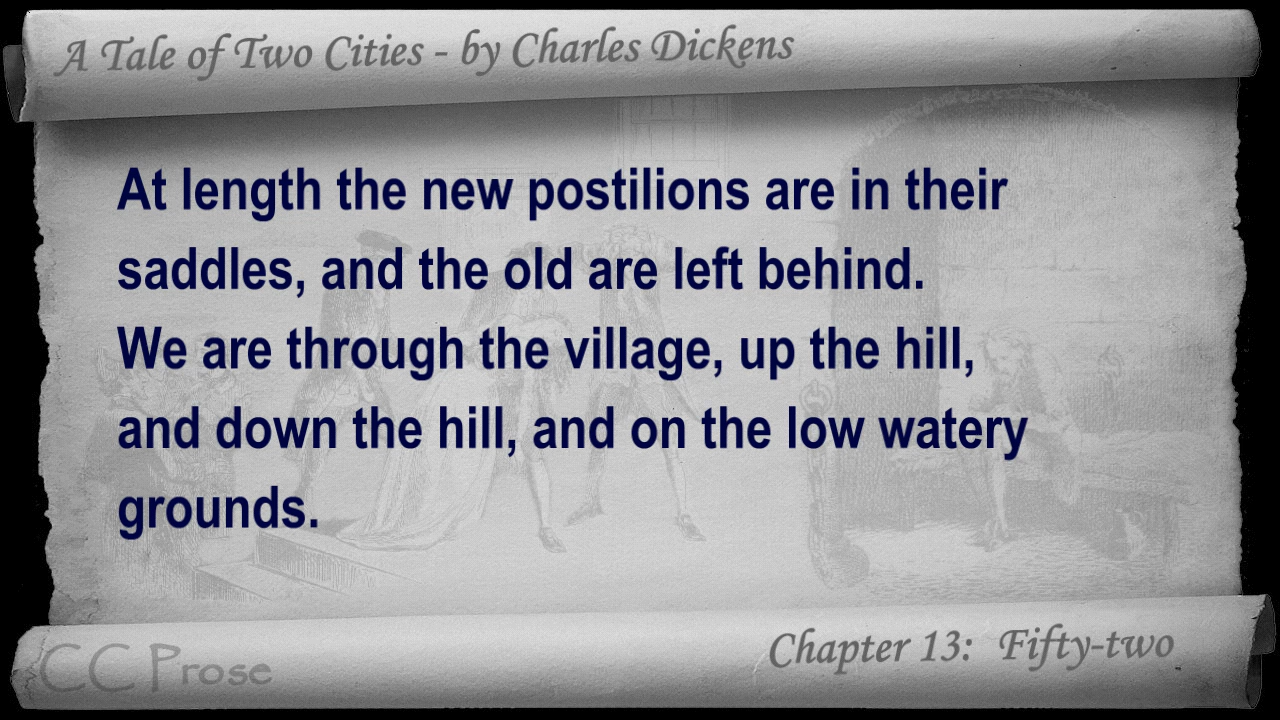 A Tale of Two Cities - by Charles Dickens
At length the new postilions are in their
saddles, and the old are left behind.
We are through the village, up the hill,
and down the hill, and on the low watery
grounds.
CC Prose
Chapter 13: Fifty-two